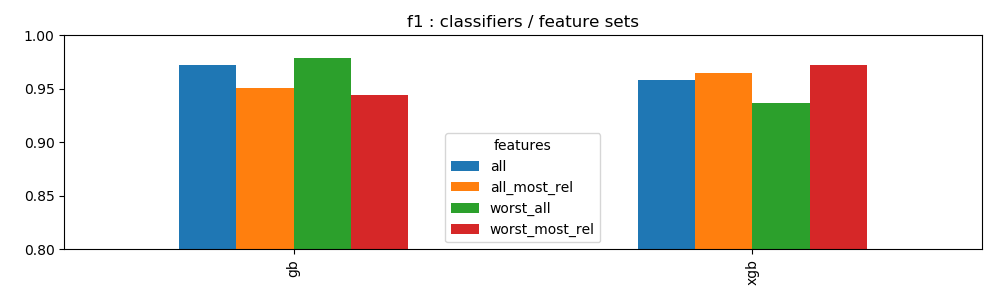 f1 : classifiers / feature sets
1.00
0.95
0.90
0.85
0.80
features
all
all_most_rel
worst_all
worst_most_rel
gb
xgb